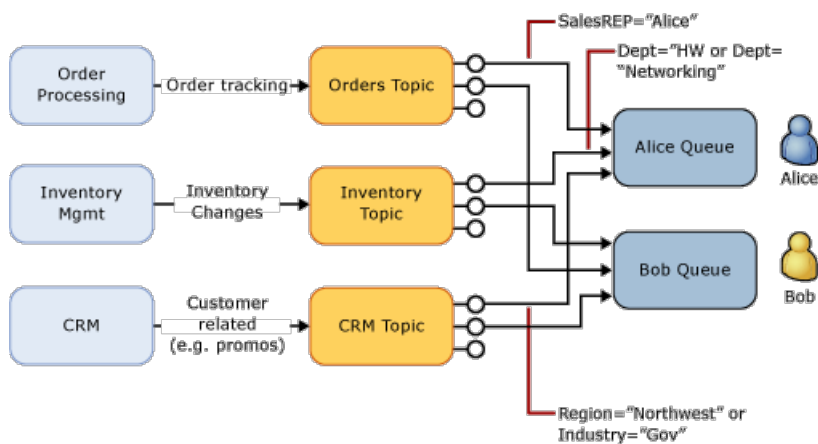 SalesREP=“Alice”
Dept=“HW or Dept=
“Networking”
Order
Processing
Order tracking
Orders Topic
Alice Queue
Alice
Inventory
Mgmt
Inventory
Changes
Inventory
Topic
Bob Queue
Bob
CRM
Customer
related
(e.g. promos)
CRM Topic
Region=“Northwest” or
Industry=“Gov”